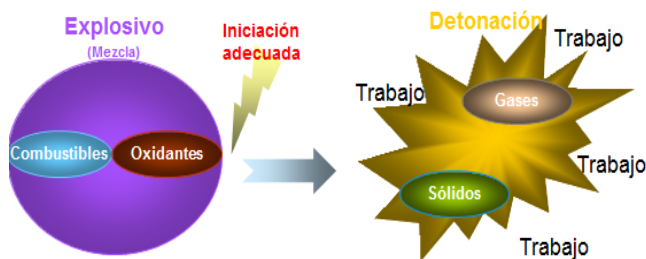 Explosivo
(Mezcla)
Combustibles
Oxidantes
Iniciación
adecuada
Detonación
Trabajo
Trabajo
Gases
Trabajo
Sólidos
Trabajo